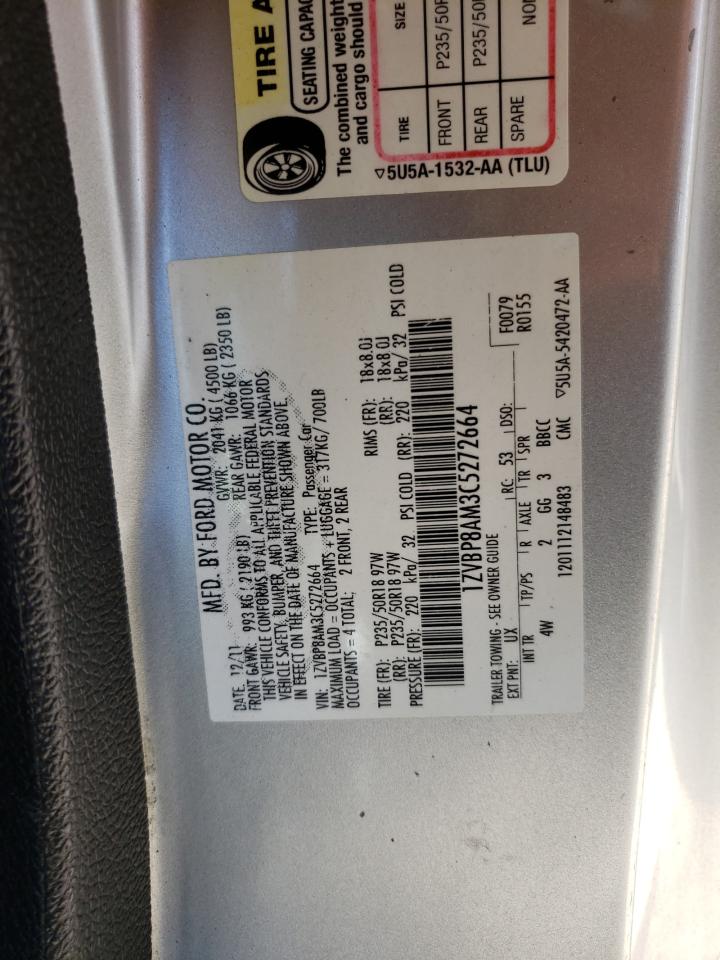 TIRE A
SEATING CAPAC
The combined weight
and cargo should
TIRE SIZE
FRONT P235/50R
REAR P235/50R
SPARE NON
5U5A-1532-AA (TLU)
MFD. BY FORD MOTOR CO.
DATE: 12/11 GVWR: 2041 KG ( 4500 LB)
FRONT GAWR: 993 KG ( 2190 LB) REAR GAWR: 1066 KG ( 2350 LB)
THIS VEHICLE CONFORMS TO ALL APPLICABLE FEDERAL MOTOR
VEHICLE SAFETY, BUMPER, AND THEFT PREVENTION STANDARDS
IN EFFECT ON THE DATE OF MANUFACTURE SHOWN ABOVE.
VIN: 1ZVBP8AM3C5272664 TYPE: Passenger Car
MAXIMUM LOAD = OCCUPANTS + LUGGAGE = 317KG/ 700LB
OCCUPANTS = 4 TOTAL; 2 FRONT, 2 REAR
TIRE (FR): P235/50R18 97W RIMS (FR): 18x8.0J
(RR): P235/50R18 97W (RR): 18x8.0J
PRESSURE (FR): 220 kPa/ 32 PSI COLD (RR): 220 kPa/ 32 PSI COLD
1ZVBP8AM3C5272664
TRAILER TOWING - SEE OWNER GUIDE F0079
EXT PNT: UX RC: 53 DSO: R0155
INT TR TP/PS R AXLE TR SPR
4W 2 GG 3 BBCC
12011121148483 CMC 5U5A-5420472-AA